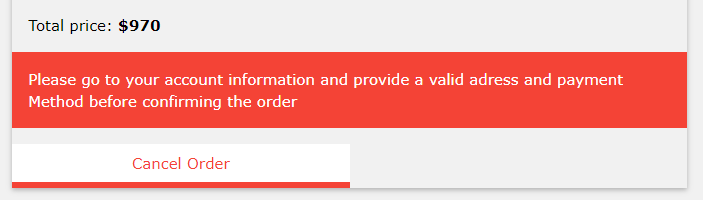 Total price: $970
Please go to your account information and provide a valid adress and payment
Method before confirming the order
Cancel Order